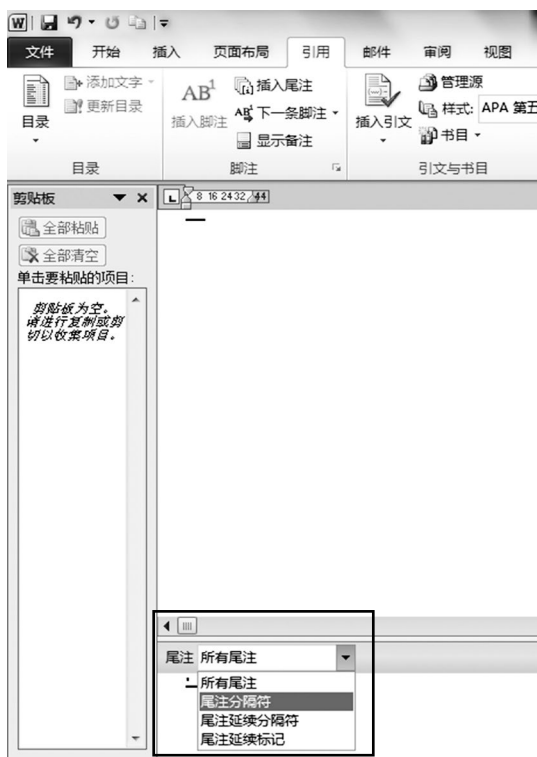 W
文件 开始 插入 页面布局 引用 邮件 审阅 视图
目录
添加文字
更新目录
目录
AB1
插入脚注
插入尾注
AB1 下一条脚注
显示备注
脚注
插入引文
管理源
样式: APA 第五
书目
引文与书目
剪贴板
全部粘贴
全部清空
单击要粘贴的项目:
剪贴板为空。
请进行复制或剪
切以收集项目。
L 8 16 24 32 44
尾注 所有尾注
所有尾注
尾注分隔符
尾注延续分隔符
尾注延续标记